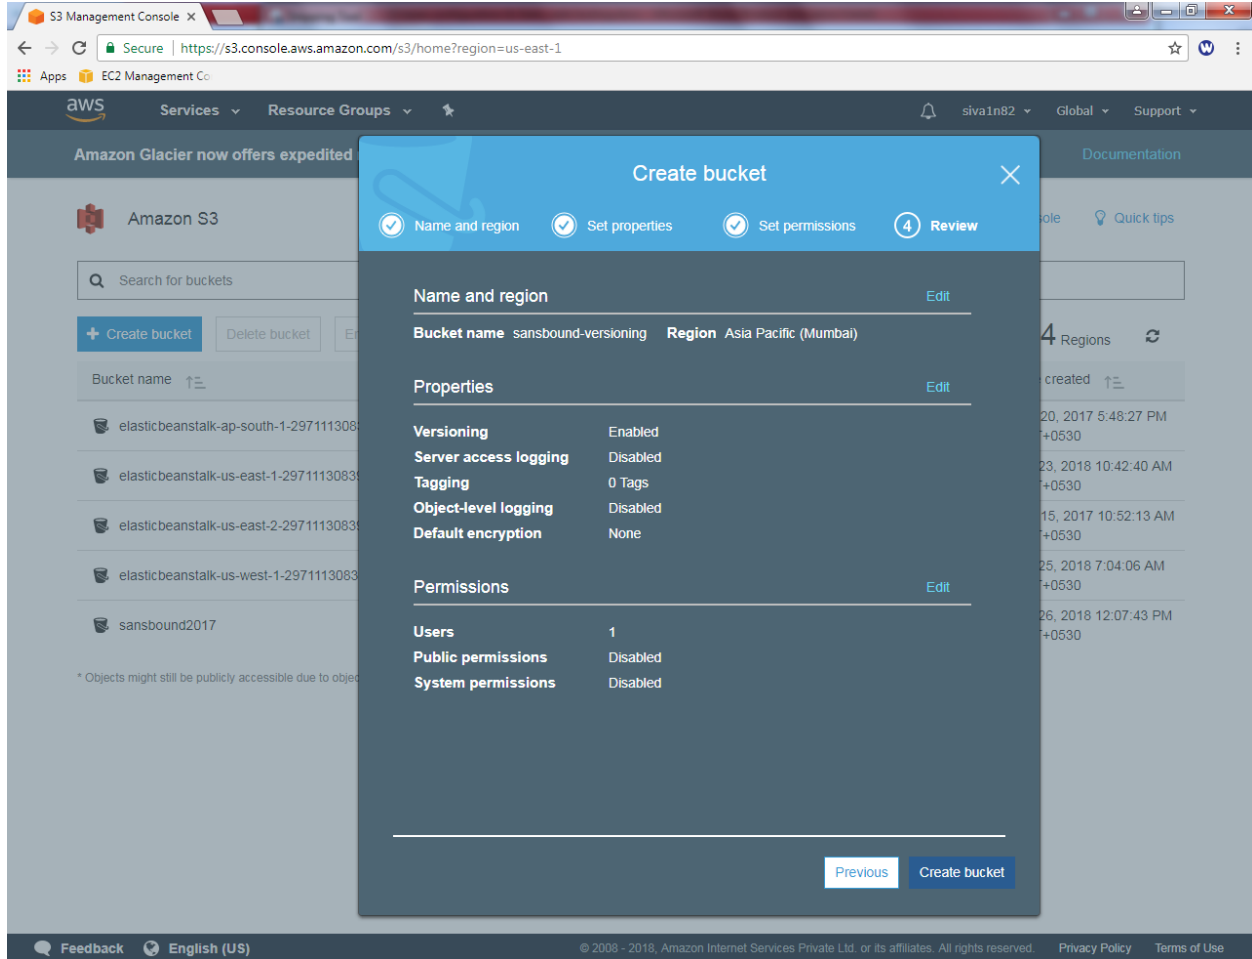 S3 Management Console
Secure | https://s3.console.aws.amazon.com/s3/home?region=us-east-1
Apps EC2 Management Co
aws Services Resource Groups siva1n82 Global Support
Amazon Glacier now offers expedited Documentation
Create bucket
Amazon S3 Quick tips
Name and region Set properties Set permissions 4 Review
Search for buckets
Name and region Edit
Bucket name sansbound-versioning Region Asia Pacific (Mumbai)
+ Create bucket Delete bucket 4 Regions
Bucket name created
Properties Edit
elasticbeanstalk-ap-south-1-2971113083 20, 2017 5:48:27 PM
+0530
Versioning Enabled
Server access logging Disabled
elasticbeanstalk-us-east-1-29711130839 23, 2018 10:42:40 AM
+0530
Tagging 0 Tags
Object-level logging Disabled
elasticbeanstalk-us-east-2-29711130839 15, 2017 10:52:13 AM
+0530
Default encryption None
elasticbeanstalk-us-west-1-2971113083 25, 2018 7:04:06 AM
+0530
Permissions Edit
sansbound2017 26, 2018 12:07:43 PM
+0530
Users 1
Public permissions Disabled
System permissions Disabled
* Objects might still be publicly accessible due to objec
Previous Create bucket
Feedback English (US) © 2008 - 2018, Amazon Internet Services Private Ltd. or its affiliates. All rights reserved. Privacy Policy Terms of Use